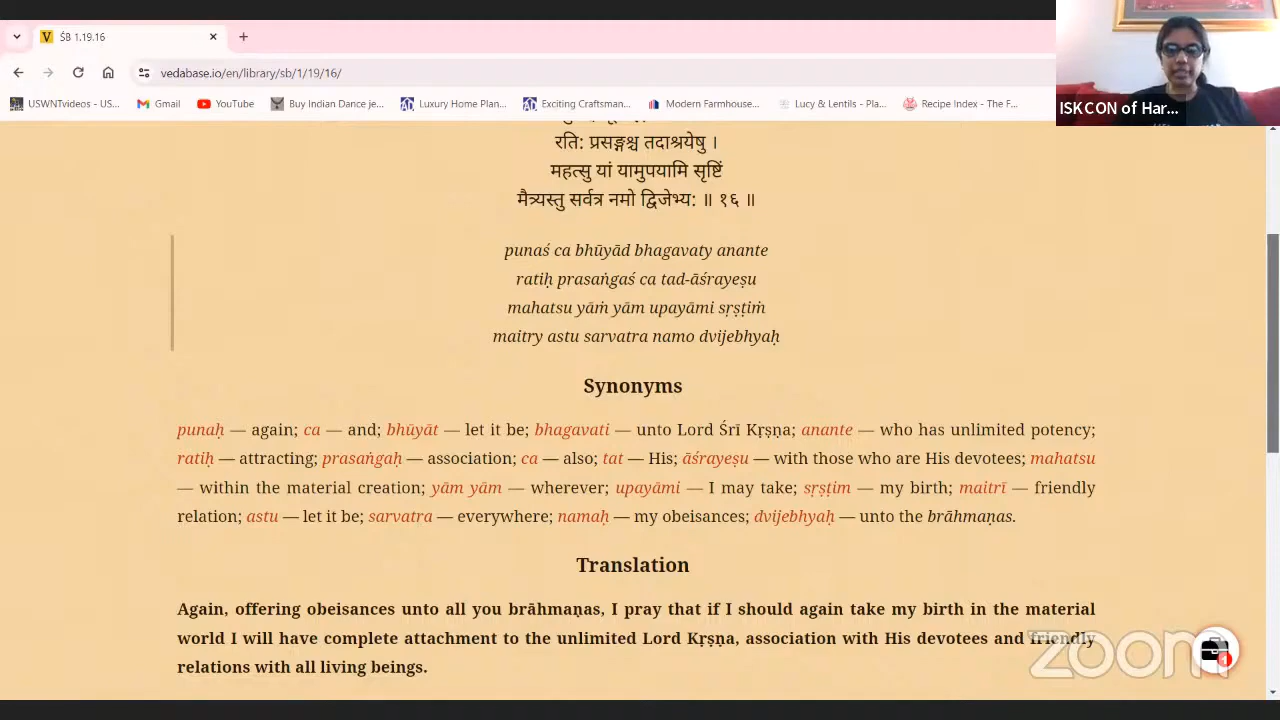 ŚB 1.19.16
vedabase.io/en/library/sb/1/19/16/
USWNTvideos - US...
Gmail
YouTube
Buy Indian Dance je...
Luxury Home Plan...
Exciting Craftsman...
Modern Farmhouse...
Lucy & Lentils - Pla...
Recipe Index - The F...
ISKCON of Har...
रति: प्रसङ्गश्च तदाश्रयेषु ।
महत्सु यां यामुपयामि सृष्टिं
मैत्र्यस्तु सर्वत्र नमो द्विजेभ्य: ॥ १६ ॥
punaś ca bhūyād bhagavaty anante
ratiḥ prasaṅgaś ca tad-āśrayeṣu
mahatsu yāṁ yām upayāmi sṛṣṭiṁ
maitry astu sarvatra namo dvijebhyaḥ
Synonyms
punaḥ — again; ca — and; bhūyāt — let it be; bhagavati — unto Lord Śrī Kṛṣṇa; anante — who has unlimited potency;
ratiḥ — attracting; prasaṅgaḥ — association; ca — also; tat — His; āśrayeṣu — with those who are His devotees; mahatsu
— within the material creation; yām yām — wherever; upayāmi — I may take; sṛṣṭim — my birth; maitrī — friendly
relation; astu — let it be; sarvatra — everywhere; namaḥ — my obeisances; dvijebhyaḥ — unto the brāhmaṇas.
Translation
Again, offering obeisances unto all you brāhmaṇas, I pray that if I should again take my birth in the material
world I will have complete attachment to the unlimited Lord Kṛṣṇa, association with His devotees and friendly
relations with all living beings.
zoom
1